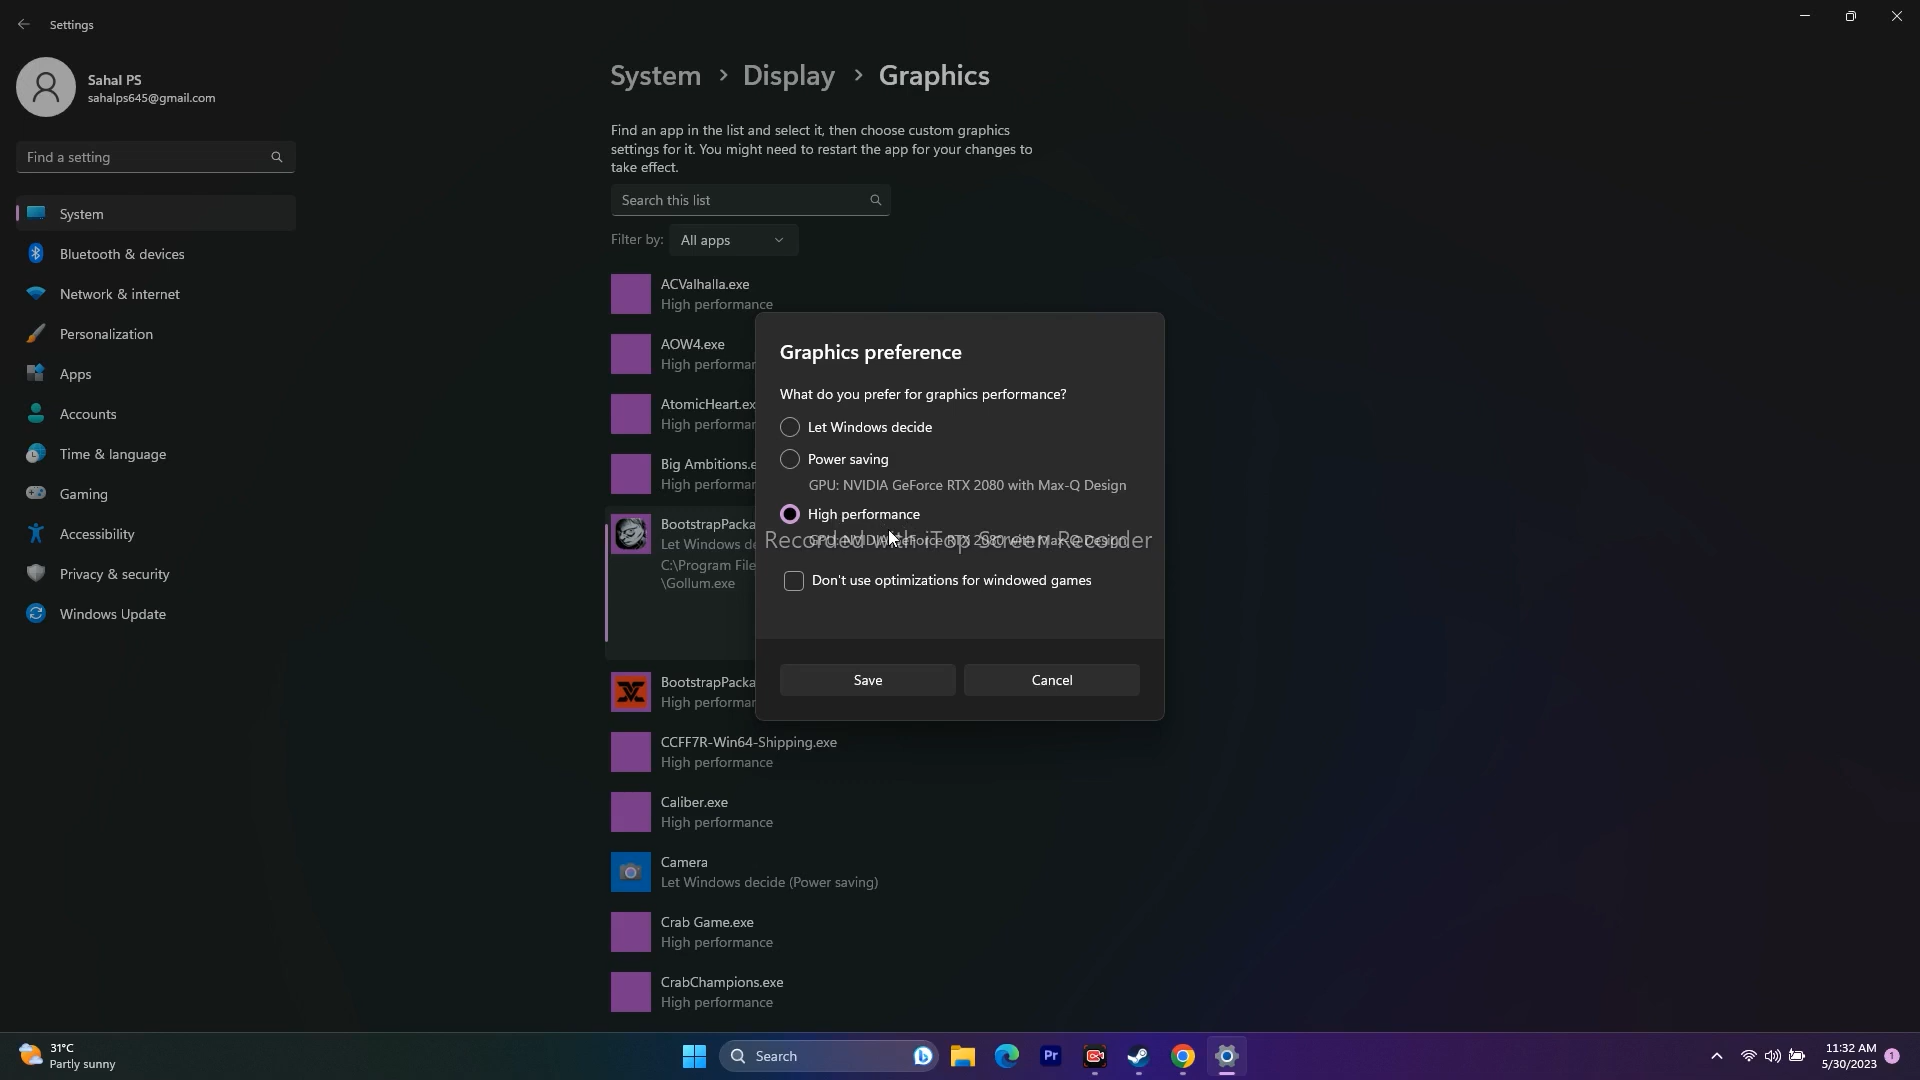 Settings
Sahal PS
sahalps645@gmail.com
Find a setting
System
Bluetooth & devices
Network & internet
Personalization
Apps
Accounts
Time & language
Gaming
Accessibility
Privacy & security
Windows Update
System > Display > Graphics
Find an app in the list and select it, then choose custom graphics
settings for it. You might need to restart the app for your changes to
take effect.
Search this list
Filter by: All apps
ACValhalla.exe
High performance
AOW4.exe
High performan
AtomicHeart.ex
High performan
Big Ambitions.e
High performan
BootstrapPacka
Let Windows de
C:\Program File
\Gollum.exe
BootstrapPacka
High performan
CCFF7R-Win64-Shipping.exe
High performance
Caliber.exe
High performance
Camera
Let Windows decide (Power saving)
Crab Game.exe
High performance
CrabChampions.exe
High performance
Graphics preference
What do you prefer for graphics performance?
Let Windows decide
Power saving
GPU: NVIDIA GeForce RTX 2080 with Max-Q Design
High performance
GPU: NVIDIA GeForce RTX 2080 with Max-Q Design
Recorded with iTop Screen Recorder
Don't use optimizations for windowed games
Save
Cancel
31°C
Partly sunny
Search
Pr
11:32 AM
5/30/2023
1